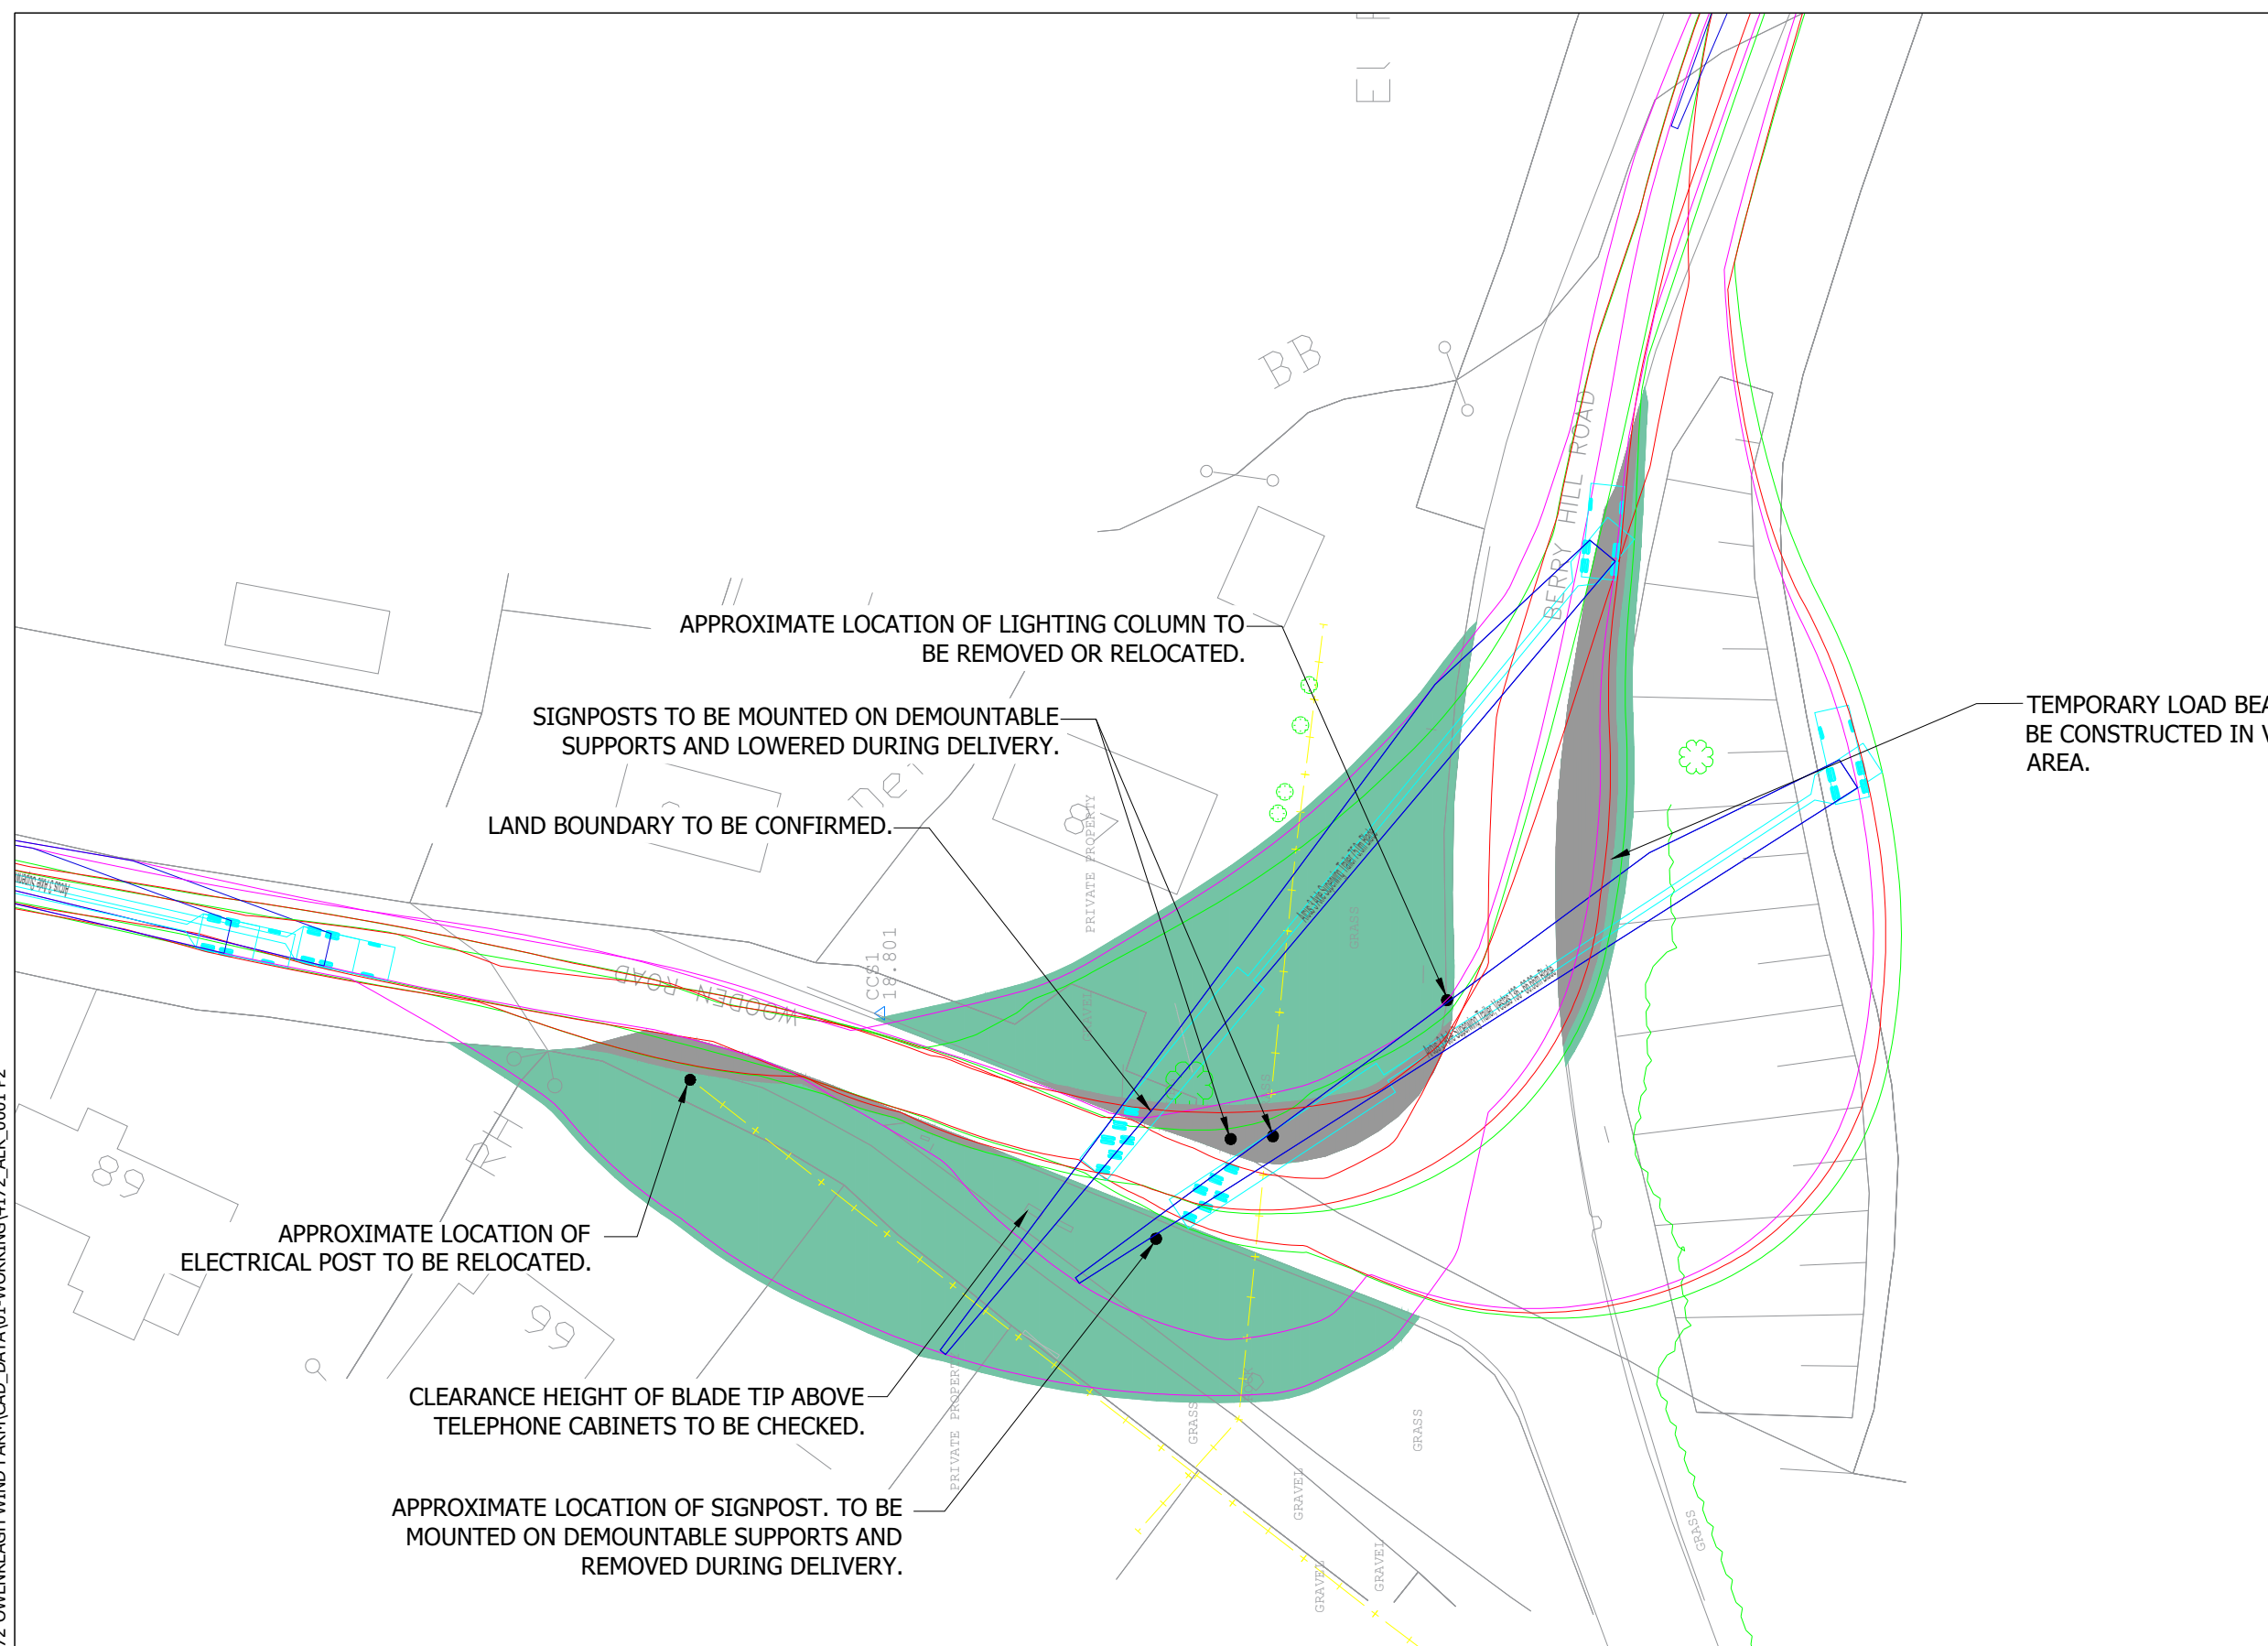 BB
BERRY HILL ROAD
APPROXIMATE LOCATION OF LIGHTING COLUMN TO
BE REMOVED OR RELOCATED.
SIGNPOSTS TO BE MOUNTED ON DEMOUNTABLE
SUPPORTS AND LOWERED DURING DELIVERY.
TEMPORARY LOAD
BE CONSTRUCTED IN
AREA.
LAND BOUNDARY TO BE CONFIRMED.
PRIVATE PROPERTY
GRASS
CCS1
18.801
WOODEN ROAD
GRAVEL
89
RH
APPROXIMATE LOCATION OF
ELECTRICAL POST TO BE RELOCATED.
99
CLEARANCE HEIGHT OF BLADE TIP ABOVE
TELEPHONE CABINETS TO BE CHECKED.
PRIVATE PROPERTY
GRASS
GRASS
GRAVEL
APPROXIMATE LOCATION OF SIGNPOST. TO BE
MOUNTED ON DEMOUNTABLE SUPPORTS AND
REMOVED DURING DELIVERY.
GRAVEL
GRAVEL
GRASS